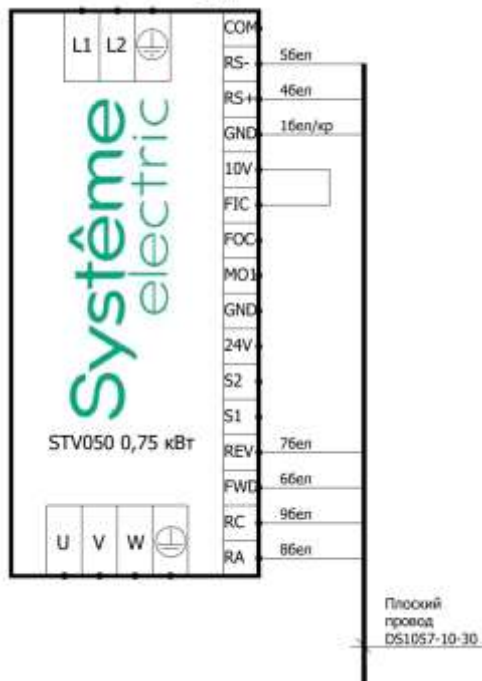 L1 L2
COM
RS- 5бел
RS+ 4бел
GND 1бел/кр
10V
FIC
FOC
MO1
GND
24V
S2
S1
REV 7бел
FWD 6бел
RC 9бел
RA 8бел
Systême
electric
STV050 0,75 кВт
U V W
Плоский
провод
DS1057-10-30